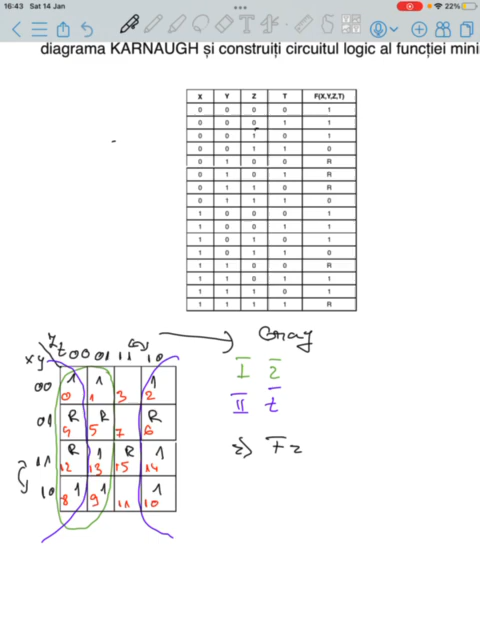 16:43 Sat 14 Jan
22%
diagrama KARNAUGH și construiți circuitul logic al funcției mini
X Y Z T F(X,Y,Z,T)
0 0 0 0 1
0 0 0 1 1
0 0 1 0 1
0 0 1 1 0
0 1 0 0 R
0 1 0 1 R
0 1 1 0 R
0 1 1 1 0
1 0 0 0 1
1 0 0 1 1
1 0 1 0 1
1 0 1 1 0
1 1 0 0 R
1 1 0 1 1
1 1 1 0 1
1 1 1 1 R
Gray
zt 00 01 11 10
xy
00 1 1 1
0 1 3 2
01 R R R
4 5 7 6
11 R 1 R 1
12 13 15 14
10 1 1 1
8 9 11 10
I z̅
II t̅
=) F =